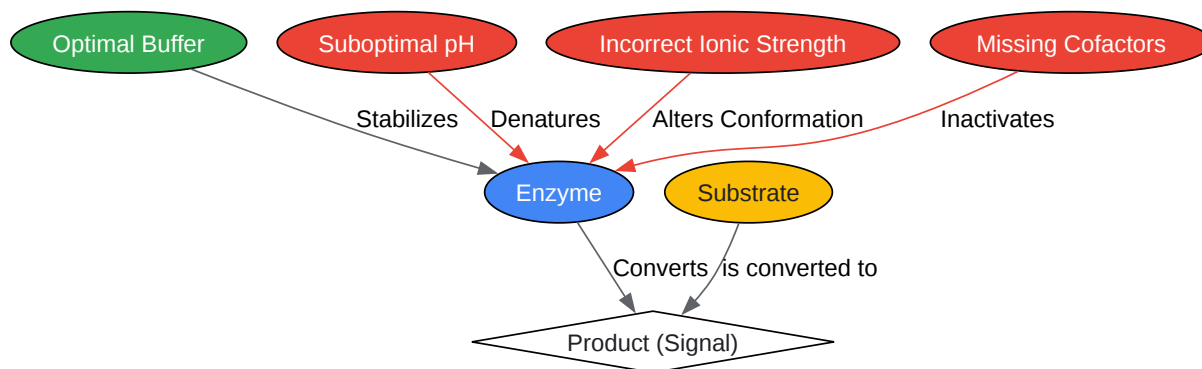 Optimal Buffer
Suboptimal pH
Incorrect Ionic Strength
Missing Cofactors
Stabilizes
Denatures
Alters Conformation
Inactivates
Enzyme
Substrate
Converts
is converted to
Product (Signal)